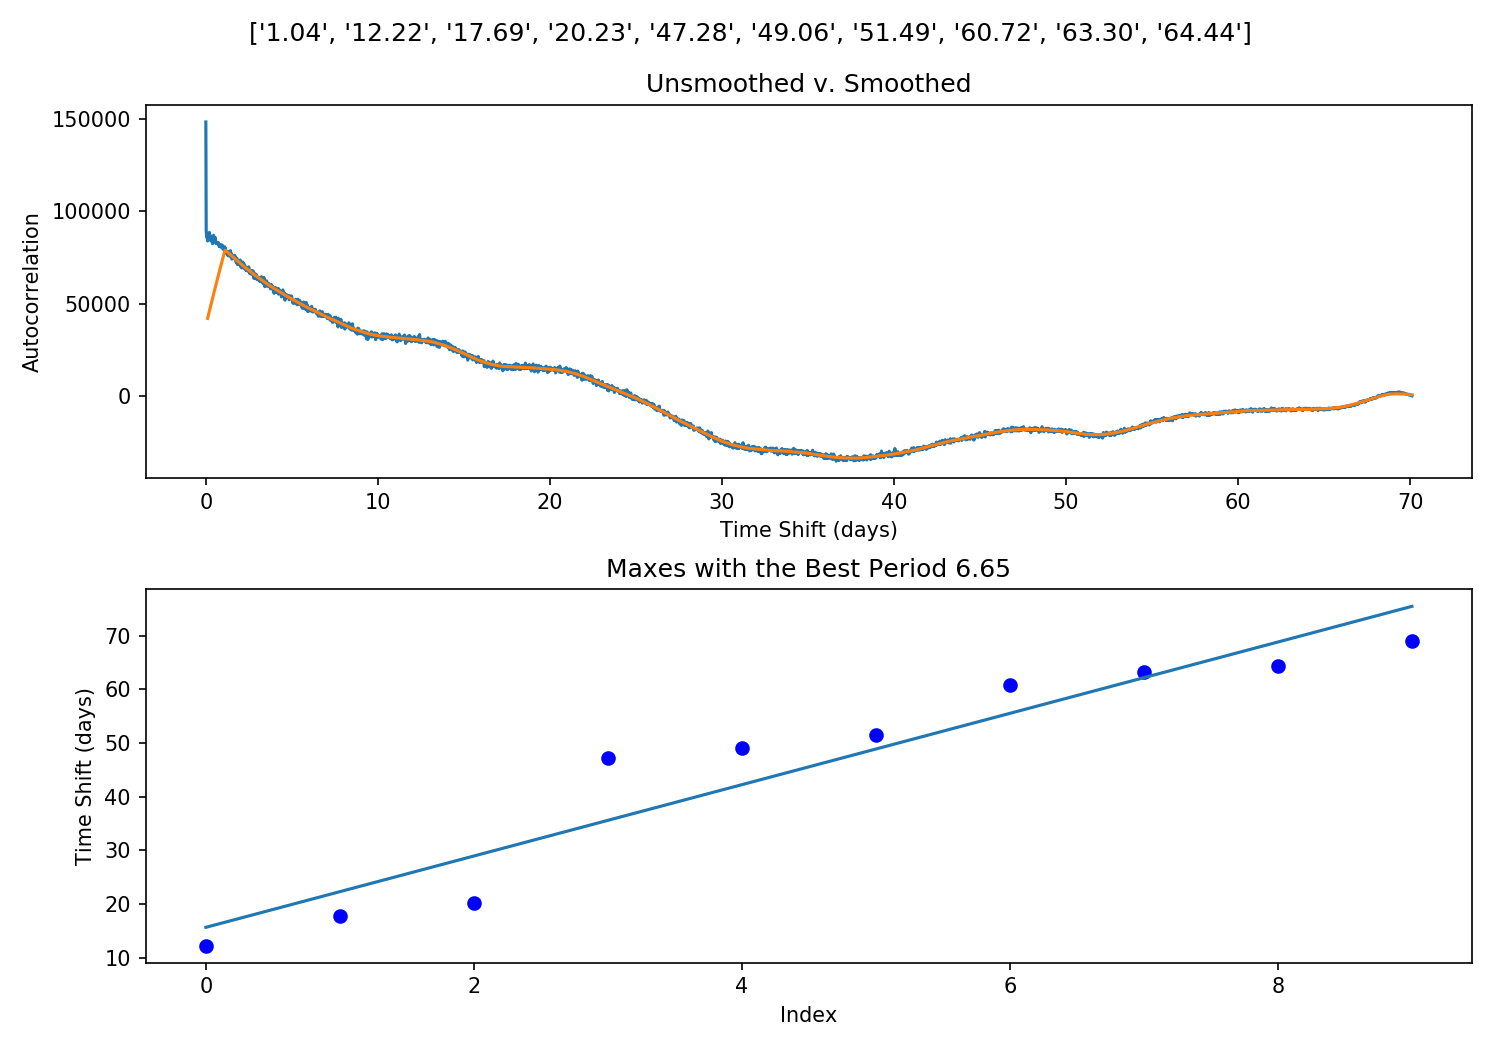 ['1.04', '12.22', '17.69', '20.23', '47.28', '49.06', '51.49', '60.72', '63.30', '64.44']
Unsmoothed v. Smoothed
150000
100000
50000
0
Autocorrelation
0 10 20 30 40 50 60 70
Time Shift (days)
Maxes with the Best Period 6.65
70
60
50
40
30
20
10
Time Shift (days)
0 2 4 6 8
Index